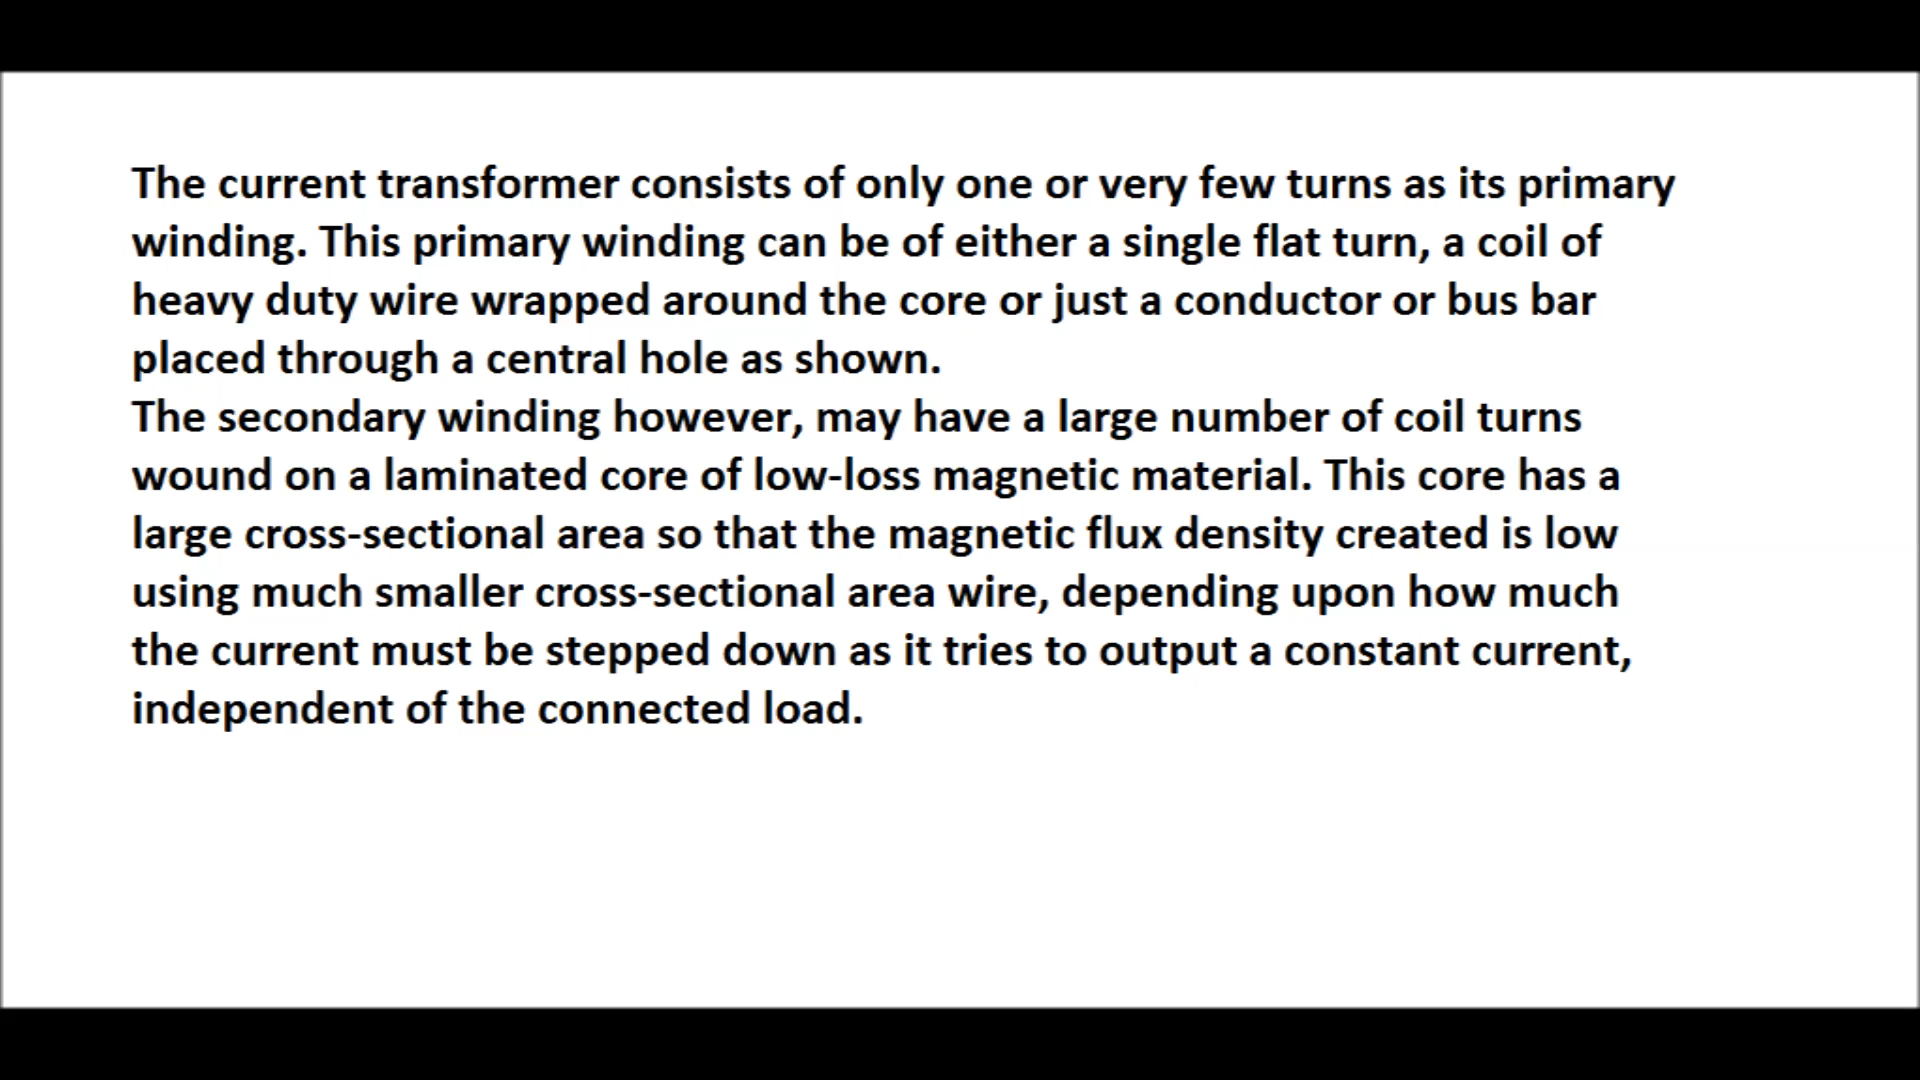 The current transformer consists of only one or very few turns as its primary
winding. This primary winding can be of either a single flat turn, a coil of
heavy duty wire wrapped around the core or just a conductor or bus bar
placed through a central hole as shown.
The secondary winding however, may have a large number of coil turns
wound on a laminated core of low-loss magnetic material. This core has a
large cross-sectional area so that the magnetic flux density created is low
using much smaller cross-sectional area wire, depending upon how much
the current must be stepped down as it tries to output a constant current,
independent of the connected load.